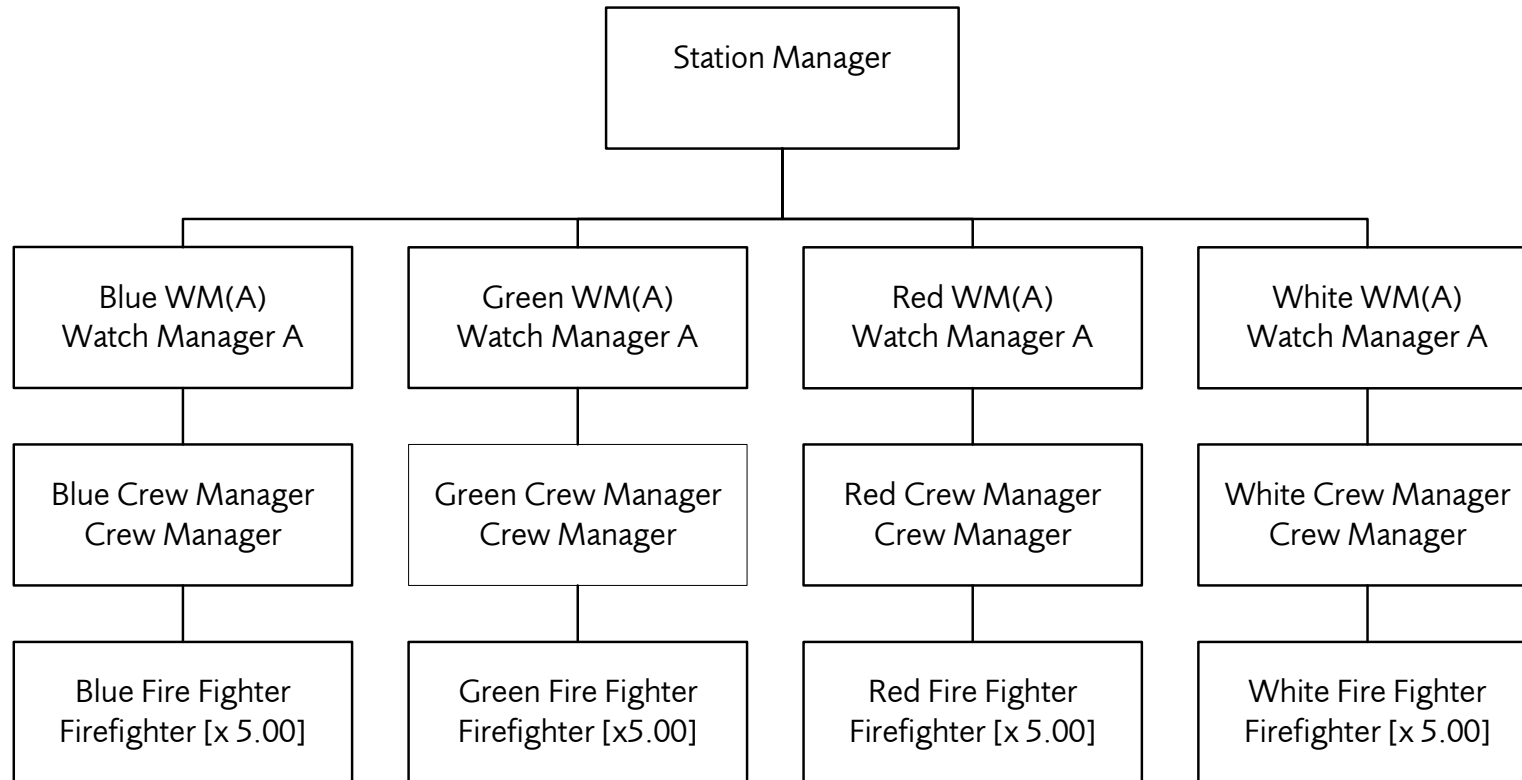 Station Manager
Blue WM(A)
Watch Manager A
Green WM(A)
Watch Manager A
Red WM(A)
Watch Manager A
White WM(A)
Watch Manager A
Blue Crew Manager
Crew Manager
Green Crew Manager
Crew Manager
Red Crew Manager
Crew Manager
White Crew Manager
Crew Manager
Blue Fire Fighter
Firefighter [x 5.00]
Green Fire Fighter
Firefighter [x5.00]
Red Fire Fighter
Firefighter [x 5.00]
White Fire Fighter
Firefighter [x 5.00]